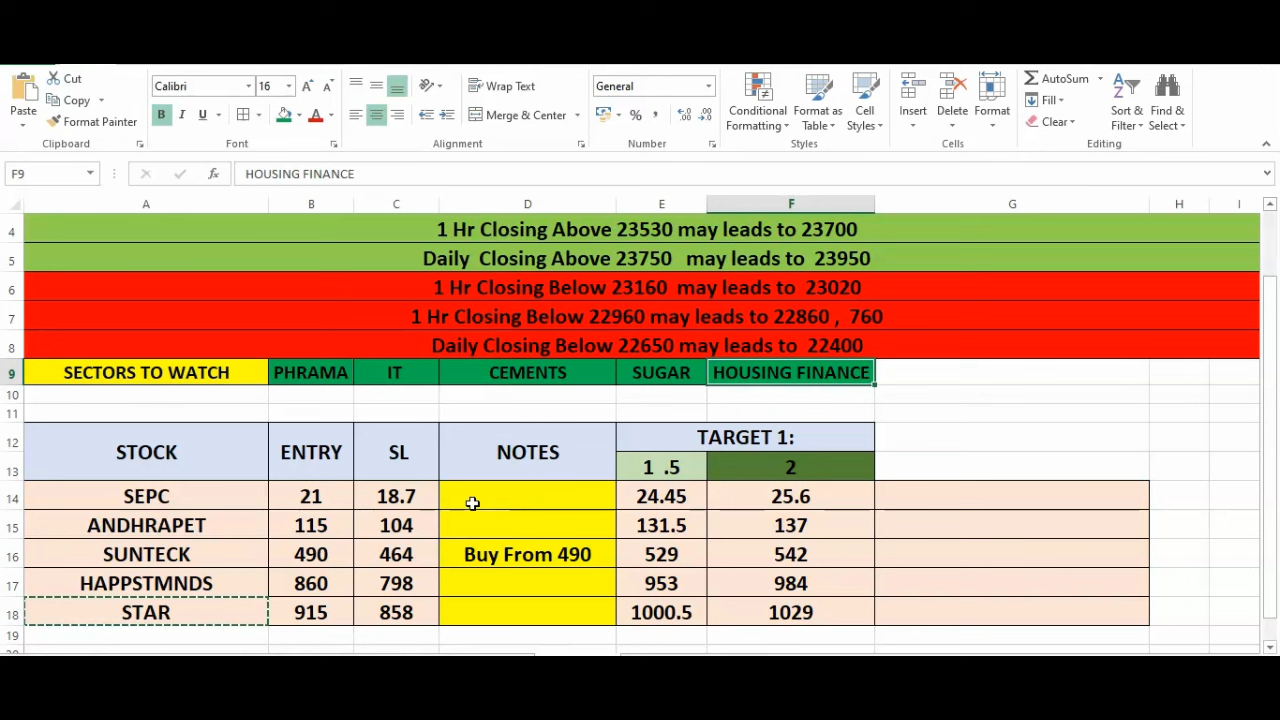 Cut
Copy
Paste
Format Painter
Clipboard
Calibri 16 A A
B I U A
Font
Wrap Text
Merge & Center
Alignment
General
% ,
Number
Conditional Formatting
Format as Table
Cell Styles
Styles
Insert
Delete
Format
Cells
AutoSum
Fill
Clear
Sort & Filter
Find & Select
Editing
F9 fx HOUSING FINANCE
A B C D E F G H I
4 1 Hr Closing Above 23530 may leads to 23700
5 Daily Closing Above 23750 may leads to 23950
6 1 Hr Closing Below 23160 may leads to 23020
7 1 Hr Closing Below 22960 may leads to 22860 , 760
8 Daily Closing Below 22650 may leads to 22400
9 SECTORS TO WATCH PHRAMA IT CEMENTS SUGAR HOUSING FINANCE
10
11
12 STOCK ENTRY SL NOTES TARGET 1:
13 1 .5 2
14 SEPC 21 18.7 24.45 25.6
15 ANDHRAPET 115 104 131.5 137
16 SUNTECK 490 464 Buy From 490 529 542
17 HAPPSTMNDS 860 798 953 984
18 STAR 915 858 1000.5 1029
19